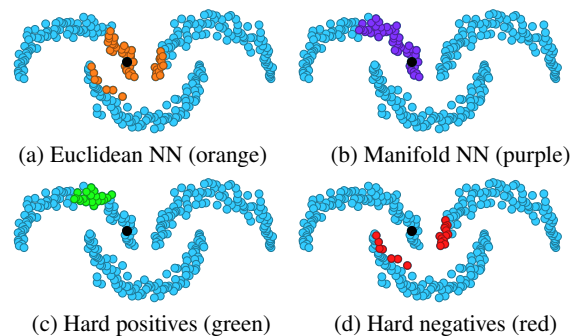 (a) Euclidean NN (orange)
(b) Manifold NN (purple)
(c) Hard positives (green)
(d) Hard negatives (red)